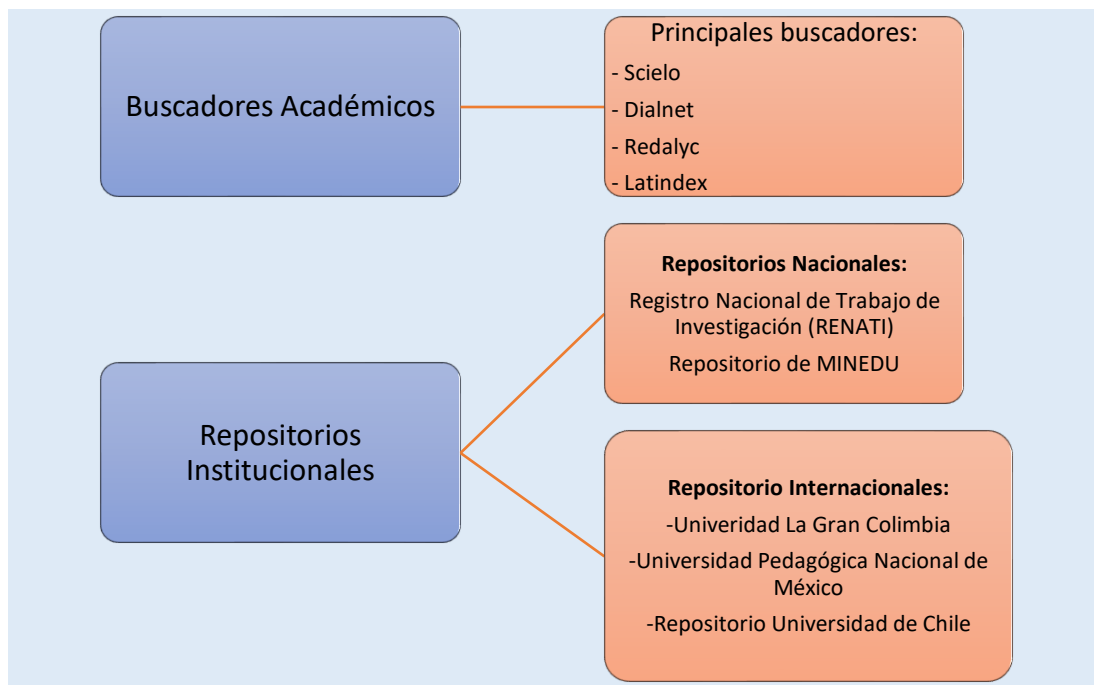 Buscadores Académicos
Principales buscadores:
- Scielo
- Dialnet
- Redalyc
- Latindex
Repositorios
Institucionales
Repositorios Nacionales:
Registro Nacional de Trabajo de
Investigación (RENATI)
Repositorio de MINEDU
Repositorio Internacionales:
-Univeridad La Gran Colimbia
-Universidad Pedagógica Nacional de
México
-Repositorio Universidad de Chile